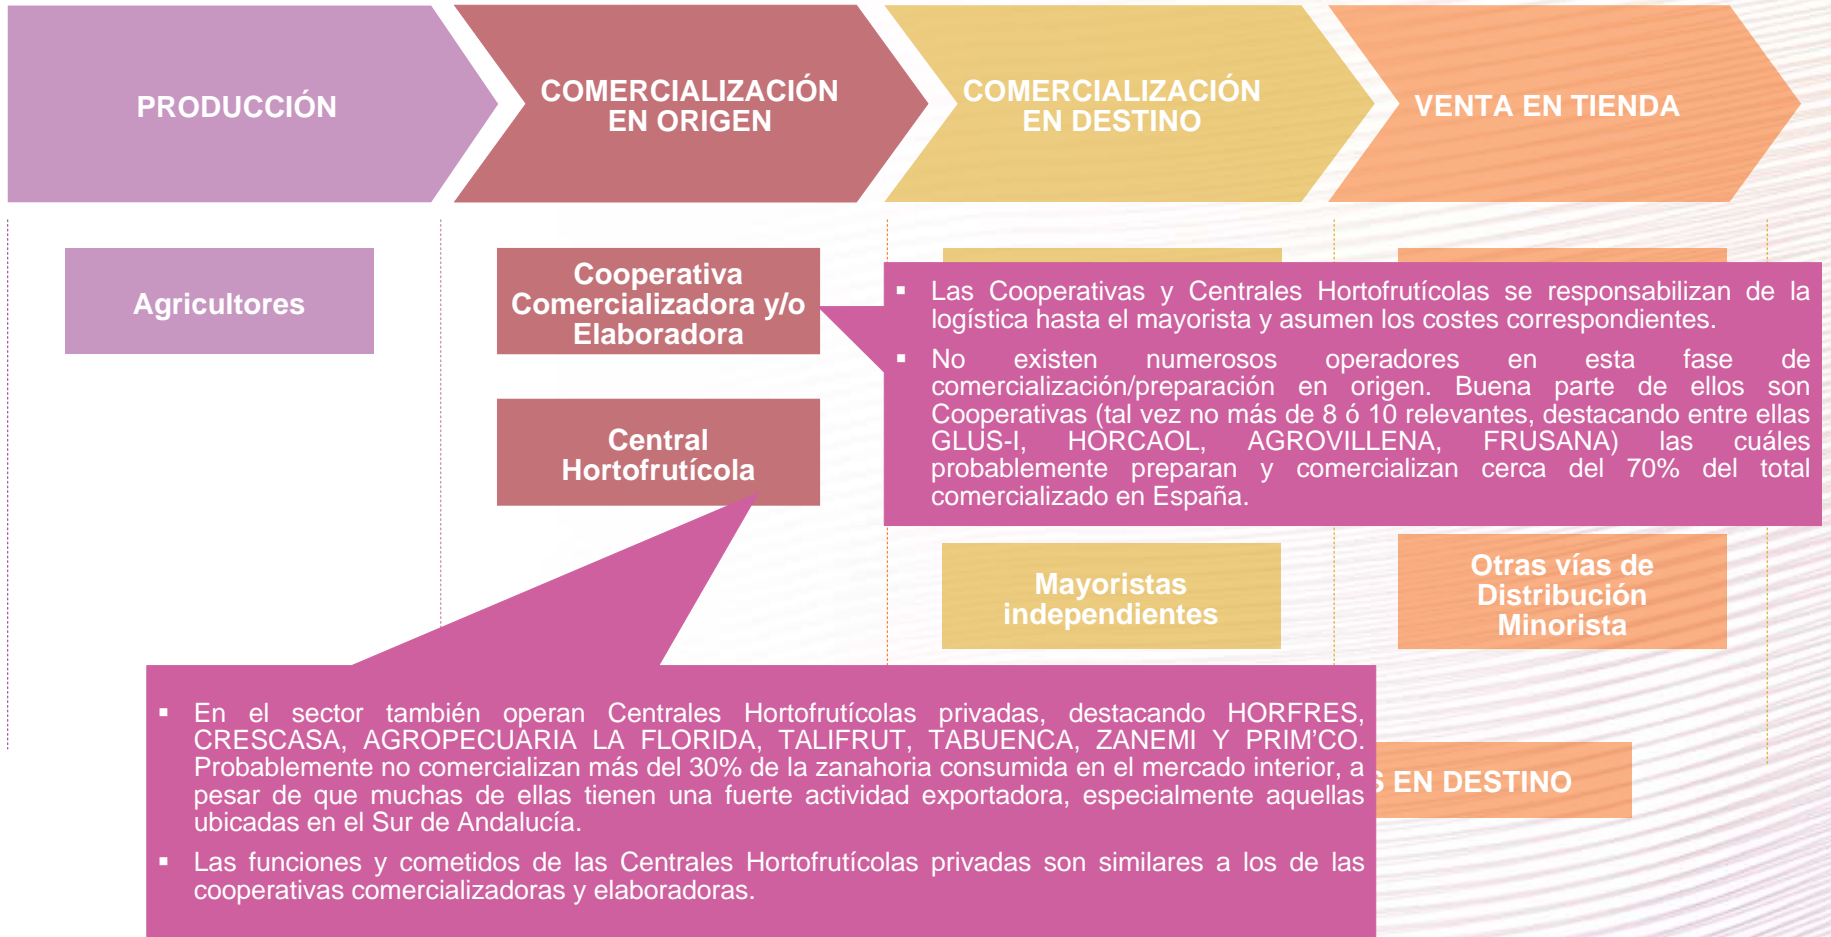 PRODUCCIÓN
COMERCIALIZACIÓN
EN ORIGEN
COMERCIALIZACIÓN
EN DESTINO
VENTA EN TIENDA
Agricultores
Cooperativa
Comercializadora y/o
Elaboradora
Central
Hortofrutícola
▪ Las Cooperativas y Centrales Hortofrutícolas se responsabilizan de la
logística hasta el mayorista y asumen los costes correspondientes.
▪ No existen numerosos operadores en esta fase de
comercialización/preparación en origen. Buena parte de ellos son
Cooperativas (tal vez no más de 8 ó 10 relevantes, destacando entre ellas
GLUS-I, HORCAOL, AGROVILLENA, FRUSANA) las cuáles
probablemente preparan y comercializan cerca del 70% del total
comercializado en España.
Mayoristas
independientes
Otras vías de
Distribución
Minorista
▪ En el sector también operan Centrales Hortofrutícolas privadas, destacando HORFRES,
CRESCASA, AGROPECUARIA LA FLORIDA, TALIFRUT, TABUENCA, ZANEMI Y PRIM’CO.
Probablemente no comercializan más del 30% de la zanahoria consumida en el mercado interior, a
pesar de que muchas de ellas tienen una fuerte actividad exportadora, especialmente aquellas
ubicadas en el Sur de Andalucía.
▪ Las funciones y cometidos de las Centrales Hortofrutícolas privadas son similares a los de las
cooperativas comercializadoras y elaboradoras.
EN DESTINO